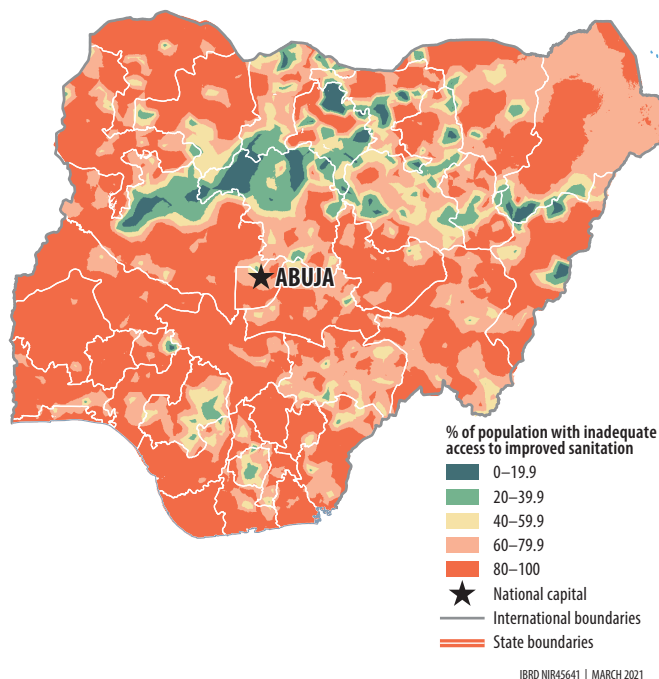 ABUJA
% of population with inadequate
access to improved sanitation
0–19.9
20–39.9
40–59.9
60–79.9
80–100
National capital
International boundaries
State boundaries
IBRD NIR45641 | MARCH 2021